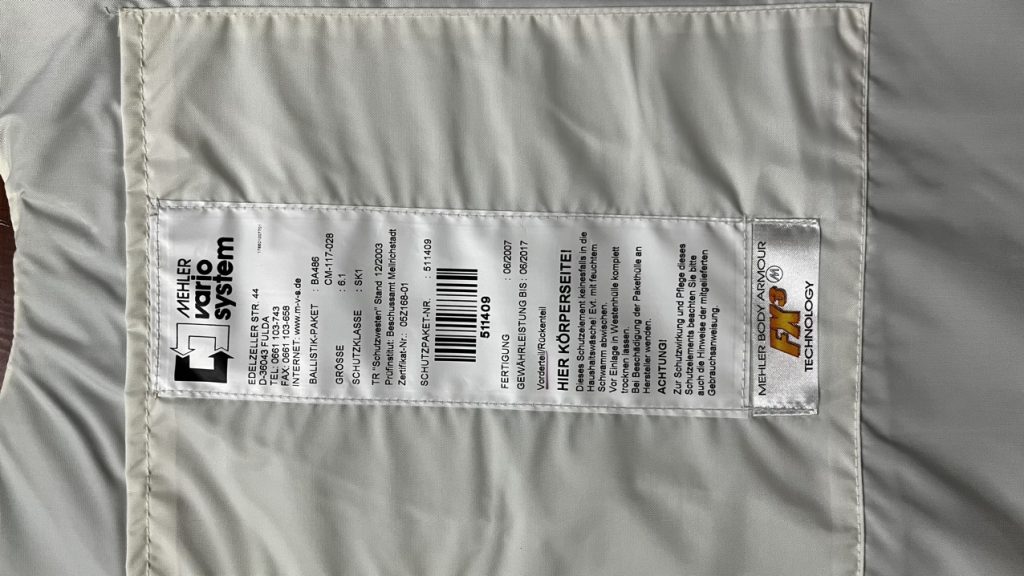 MEHLER
vario
system
EDELZELLER STR. 44
D-36043 FULDA
TEL: 0661 103-743
FAX: 0661 103-658
INTERNET: www.m-v-s.de
BALLISTIK-PAKET : BA486
CM-117-028
GRÖSSE : 6.1
SCHUTZKLASSE : SK1
TR "Schutzwesten" Stand 12/2003
Prüfinstitut: Beschussamt Mellrichstadt
Zertifikat-Nr.: 05Z168-01
SCHUTZPAKET-NR. : 511409
511409
FERTIGUNG : 06/2007
GEWÄHRLEISTUNG BIS : 06/2017
Vorderteil/Rückenteil
HIER KÖRPERSEITE!
Dieses Schutzelement keinesfalls in die
Haushaltsteinäsche! Evt. mit feuchtem
Schwamm abwischen.
Vor Einlage in Westenhülle komplett
trocknen lassen.
Bei Beschädigung der Pakethülle an
Hersteller wenden.
ACHTUNG!
Zur Schutzwirkung und Pflege dieses
Schutzelements beachten Sie bitte
auch die Hinweise der mitgelieferten
Gebrauchsanweisung.
MEHLER BODY ARMOUR
FX3 M
TECHNOLOGY